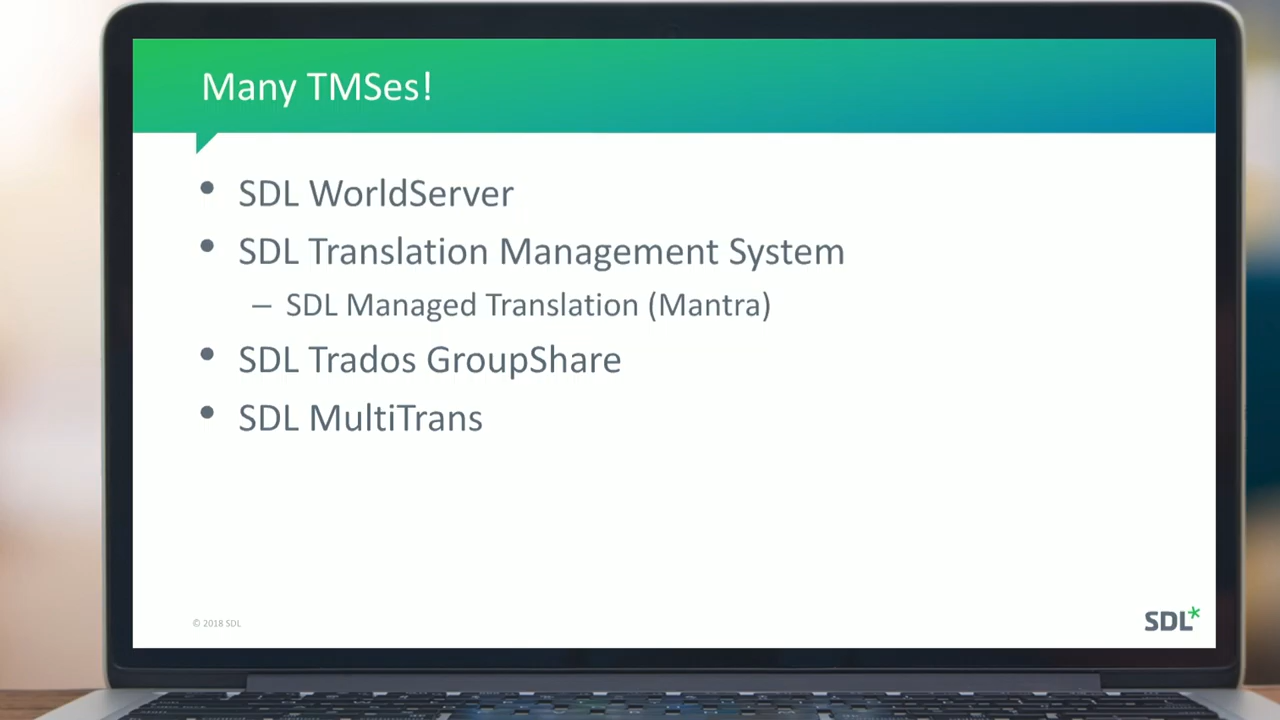 Many TMSes!
• SDL WorldServer
• SDL Translation Management System
– SDL Managed Translation (Mantra)
• SDL Trados GroupShare
• SDL MultiTrans
© 2018 SDL
SDL*